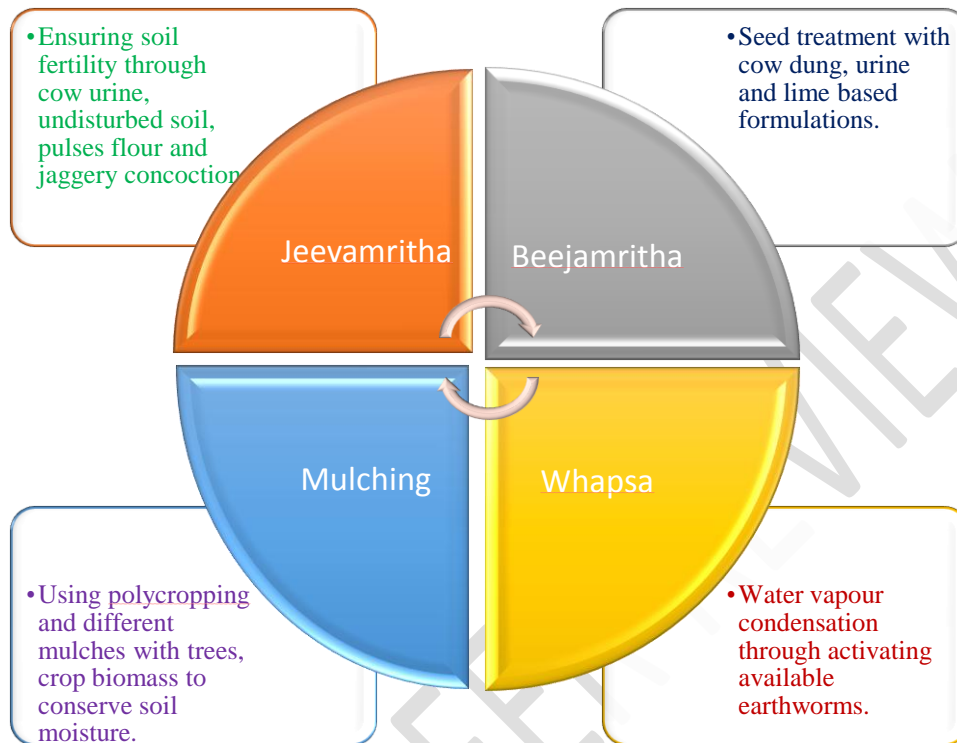 •Ensuring soil
fertility through
cow urine,
undisturbed soil,
pulses flour and
jaggery concoction
•Seed treatment with
cow dung, urine
and lime based
formulations.
Jeevamritha
Beejamritha
Mulching
Whapsa
•Using polycropping
and different
mulches with trees,
crop biomass to
conserve soil
moisture.
•Water vapour
condensation
through activating
available
earthworms.